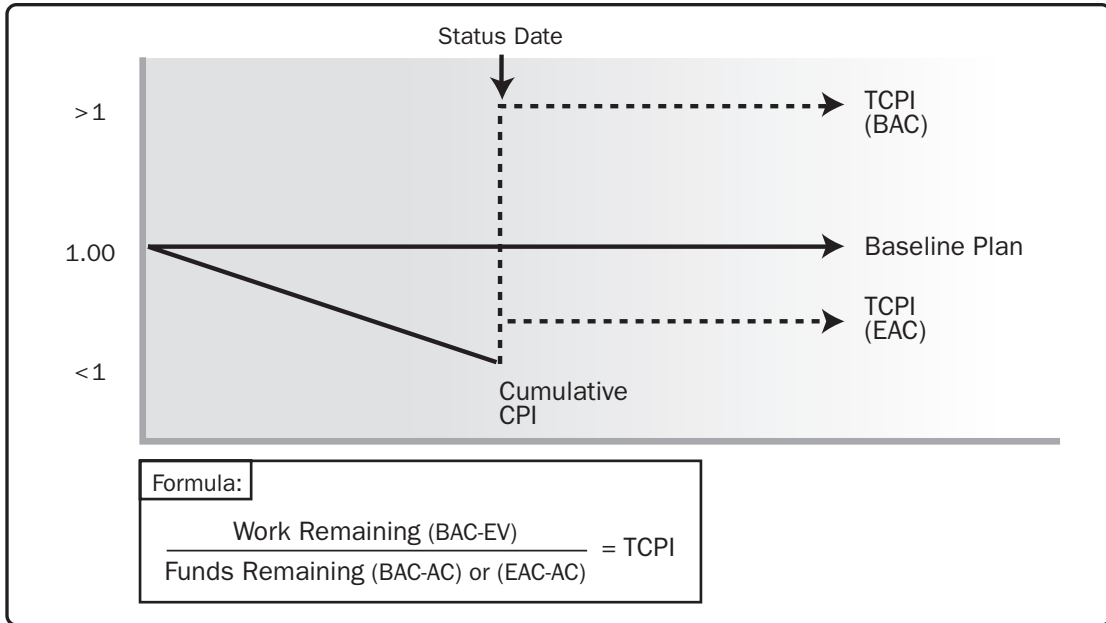 Status Date
>1
TCPI
(BAC)
1.00
Baseline Plan
TCPI
(EAC)
<1
Cumulative
CPI
Formula:
Work Remaining (BAC-EV)
= TCPI
Funds Remaining (BAC-AC) or (EAC-AC)